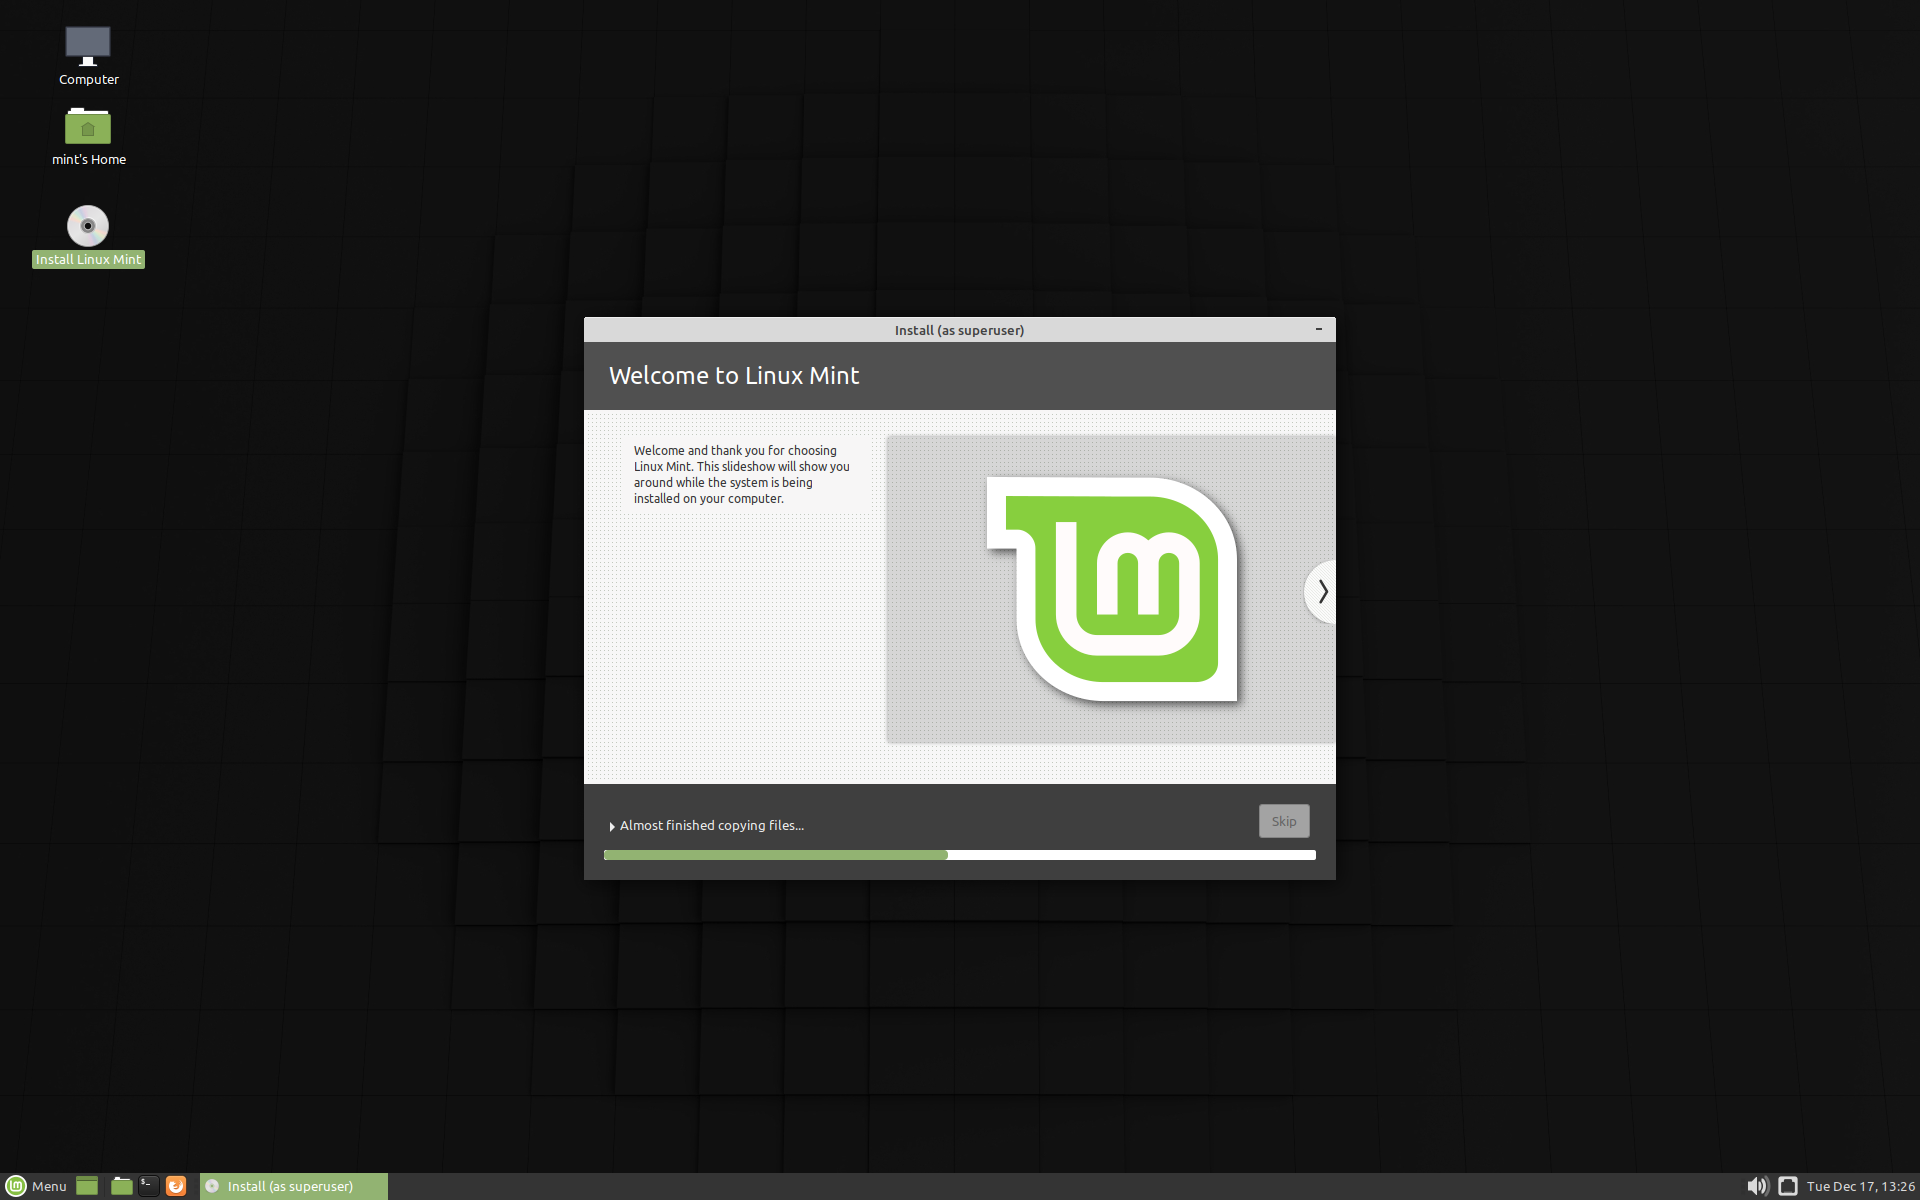 Computer
mint's Home
Install Linux Mint
Install (as superuser)
Welcome to Linux Mint
Welcome and thank you for choosing
Linux Mint. This slideshow will show you
around while the system is being
installed on your computer.
Almost finished copying files...
Skip
Menu
Install (as superuser)
Tue Dec 17, 13:26